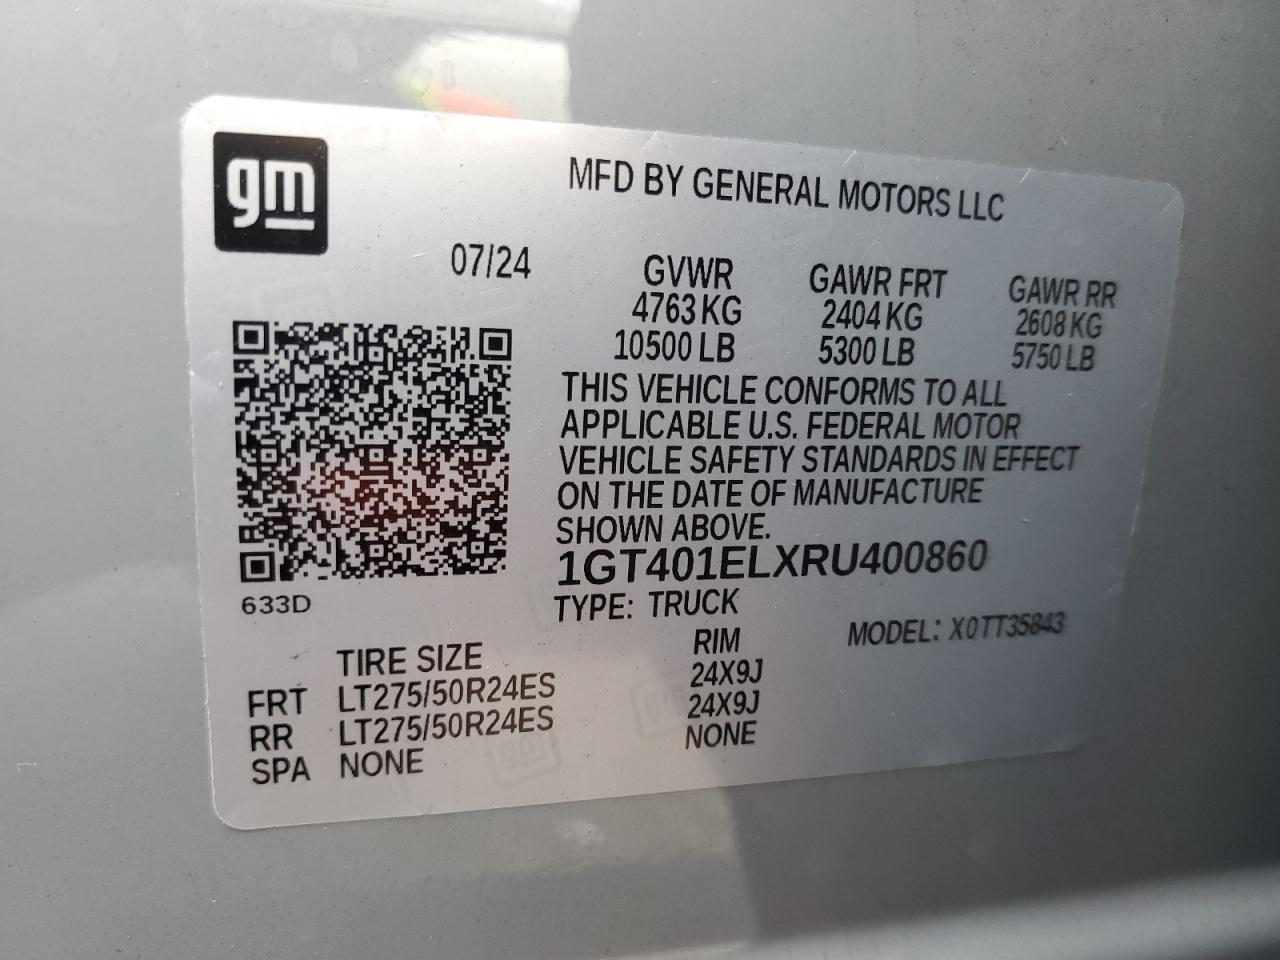 gm
MFD BY GENERAL MOTORS LLC
07/24
GVWR GAWR FRT GAWR RR
4763 KG 2404 KG 2608 KG
10500 LB 5300 LB 5750 LB
THIS VEHICLE CONFORMS TO ALL
APPLICABLE U.S. FEDERAL MOTOR
VEHICLE SAFETY STANDARDS IN EFFECT
ON THE DATE OF MANUFACTURE
SHOWN ABOVE.
1GT401ELXRU400860
633D
TYPE: TRUCK
MODEL: X0TT35843
TIRE SIZE RIM
FRT LT275/50R24ES 24X9J
RR LT275/50R24ES 24X9J
SPA NONE NONE